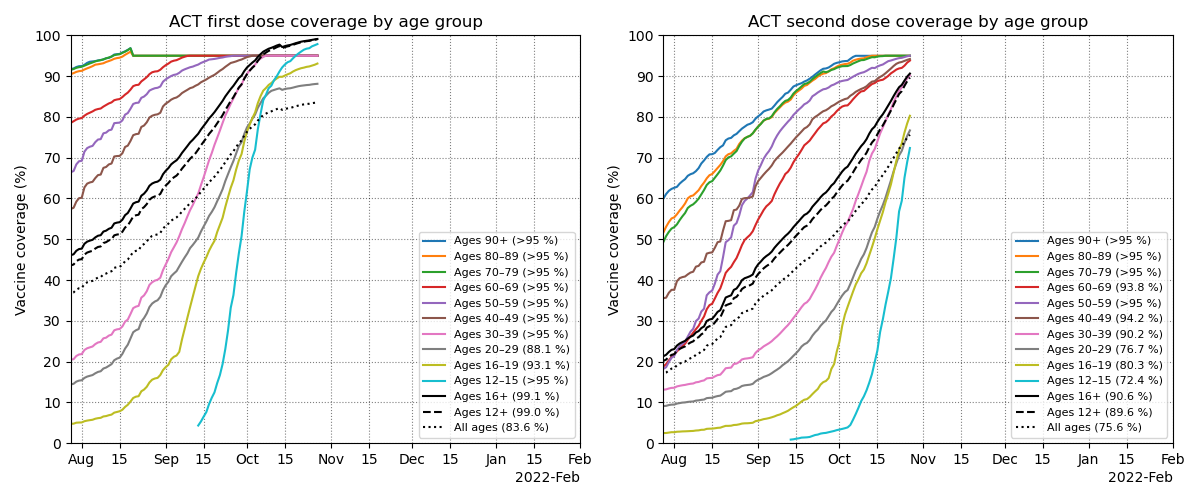 ACT first dose coverage by age group
Vaccine coverage (%)
100
90
80
70
60
50
40
30
20
10
0
Aug 15 Sep 15 Oct 15 Nov 15 Dec 15 Jan 15 Feb
2022-Feb
Ages 90+ (>95 %)
Ages 80–89 (>95 %)
Ages 70–79 (>95 %)
Ages 60–69 (>95 %)
Ages 50–59 (>95 %)
Ages 40–49 (>95 %)
Ages 30–39 (>95 %)
Ages 20–29 (88.1 %)
Ages 16–19 (93.1 %)
Ages 12–15 (>95 %)
Ages 16+ (99.1 %)
Ages 12+ (99.0 %)
All ages (83.6 %)
ACT second dose coverage by age group
Vaccine coverage (%)
100
90
80
70
60
50
40
30
20
10
0
Aug 15 Sep 15 Oct 15 Nov 15 Dec 15 Jan 15 Feb
2022-Feb
Ages 90+ (>95 %)
Ages 80–89 (>95 %)
Ages 70–79 (>95 %)
Ages 60–69 (93.8 %)
Ages 50–59 (>95 %)
Ages 40–49 (94.2 %)
Ages 30–39 (90.2 %)
Ages 20–29 (76.7 %)
Ages 16–19 (80.3 %)
Ages 12–15 (72.4 %)
Ages 16+ (90.6 %)
Ages 12+ (89.6 %)
All ages (75.6 %)